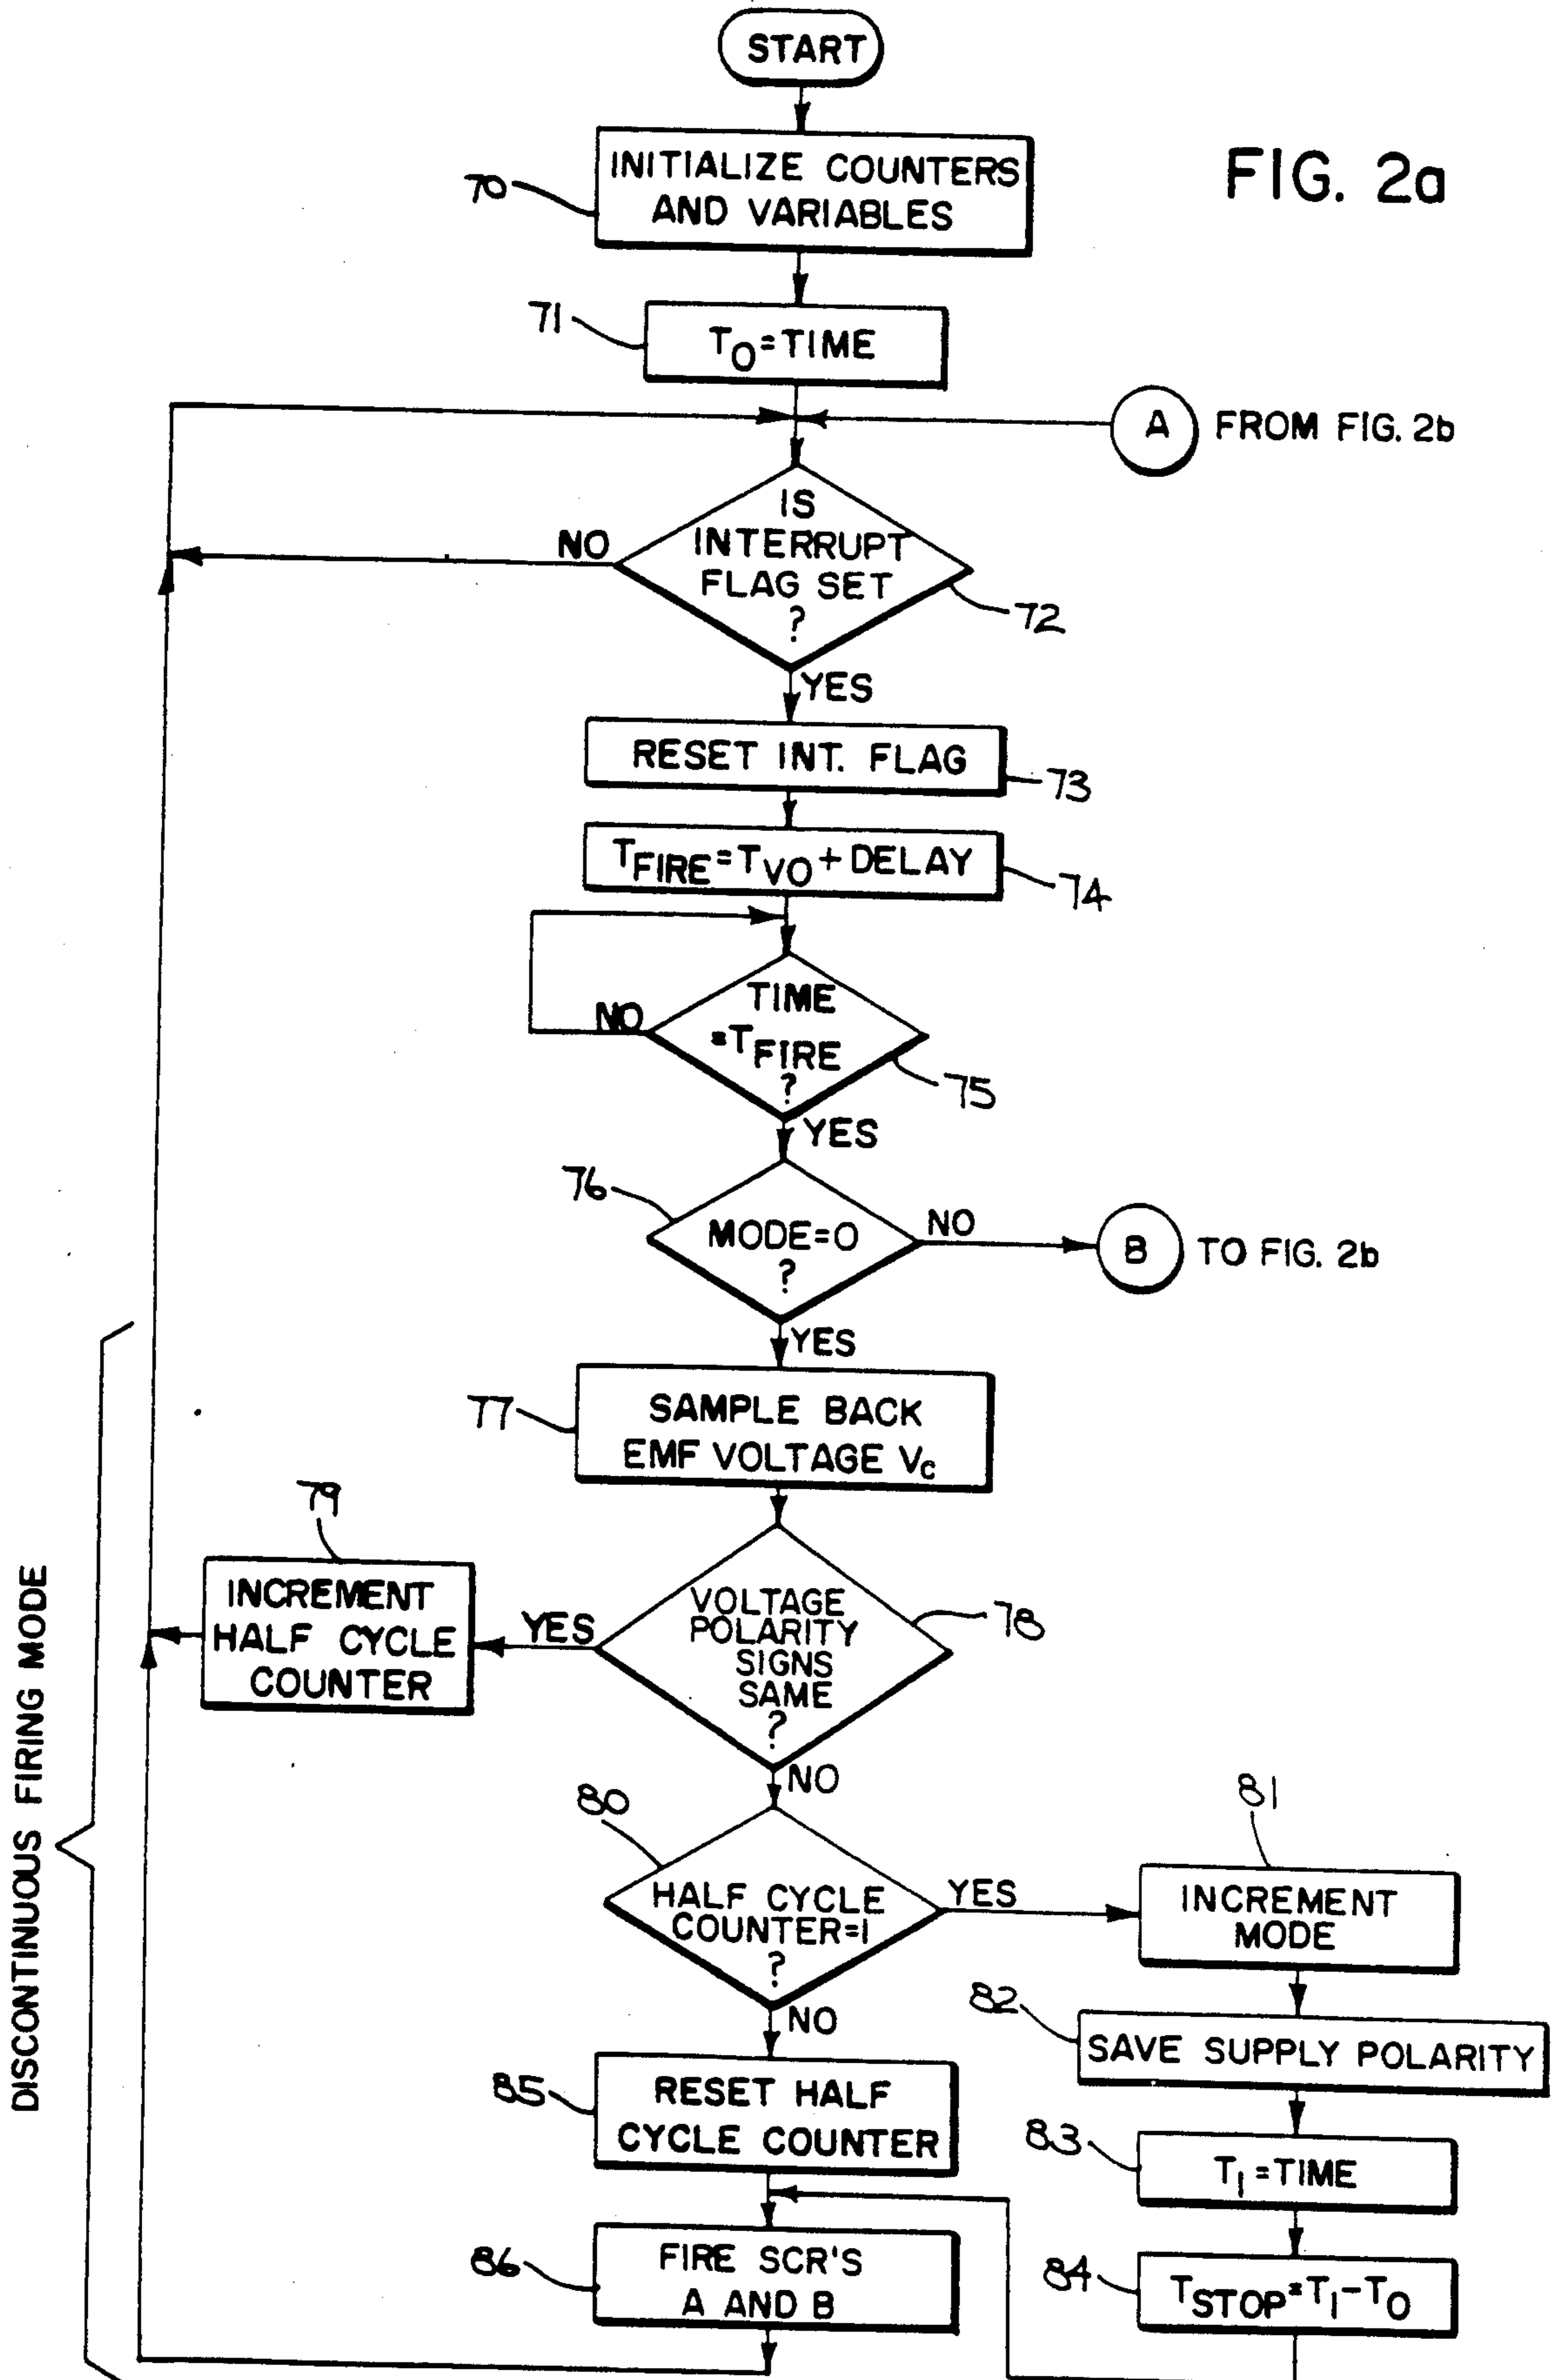 START
FIG. 2a
70
INITIALIZE COUNTERS
AND VARIABLES
71
TO=TIME
A
FROM FIG. 2b
IS
INTERRUPT
FLAG SET
?
NO
72
YES
RESET INT. FLAG
73
TFIRE=TVO+DELAY
74
TIME
=TFIRE
?
NO
75
YES
76
MODE=0
?
NO
B
TO FIG. 2b
YES
77
SAMPLE BACK
EMF VOLTAGE Vc
79
INCREMENT
HALF CYCLE
COUNTER
YES
VOLTAGE
POLARITY
SIGNS
SAME
?
78
NO
80
HALF CYCLE
COUNTER=1
?
YES
81
INCREMENT
MODE
82
SAVE SUPPLY POLARITY
NO
85
RESET HALF
CYCLE COUNTER
83
T1=TIME
86
FIRE SCR'S
A AND B
84
TSTOP=T1-TO
DISCONTINUOUS FIRING MODE